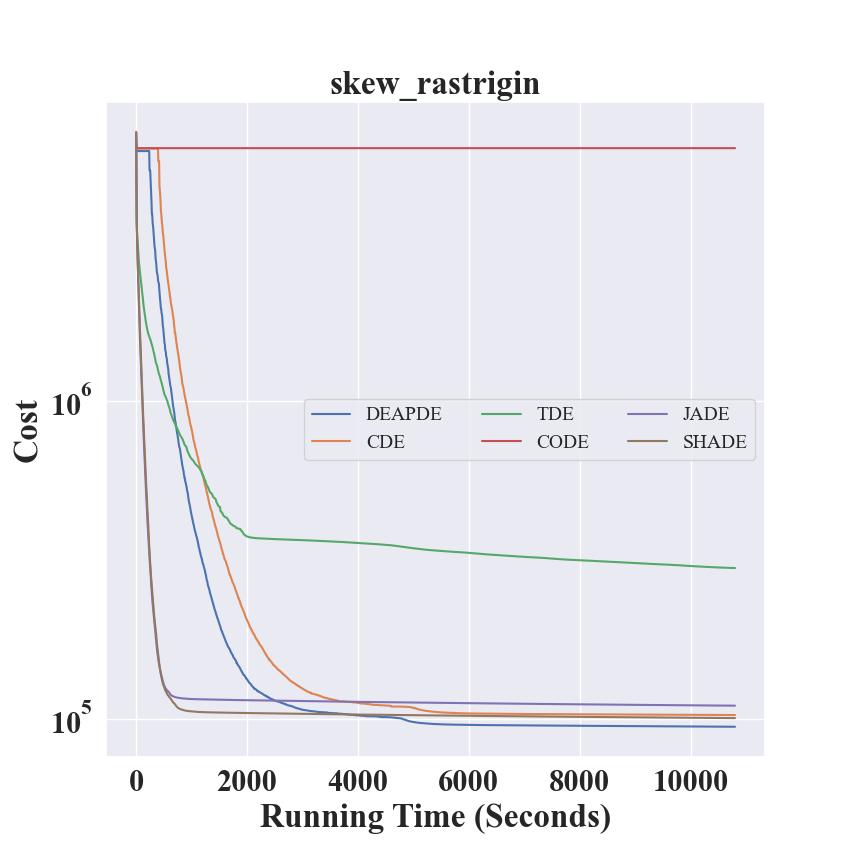 skew_rastrigin
Cost
10^6
10^5
DEAPDE TDE JADE
CDE CODE SHADE
0 2000 4000 6000 8000 10000
Running Time (Seconds)